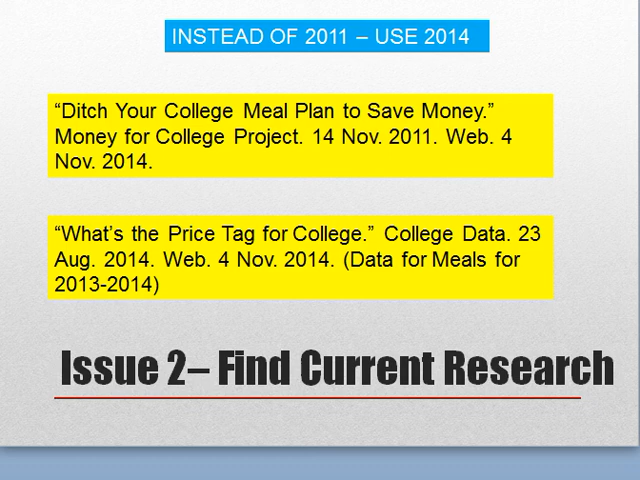 INSTEAD OF 2011 – USE 2014
“Ditch Your College Meal Plan to Save Money.”
Money for College Project. 14 Nov. 2011. Web. 4
Nov. 2014.
“What’s the Price Tag for College.” College Data. 23
Aug. 2014. Web. 4 Nov. 2014. (Data for Meals for
2013-2014)
Issue 2– Find Current Research